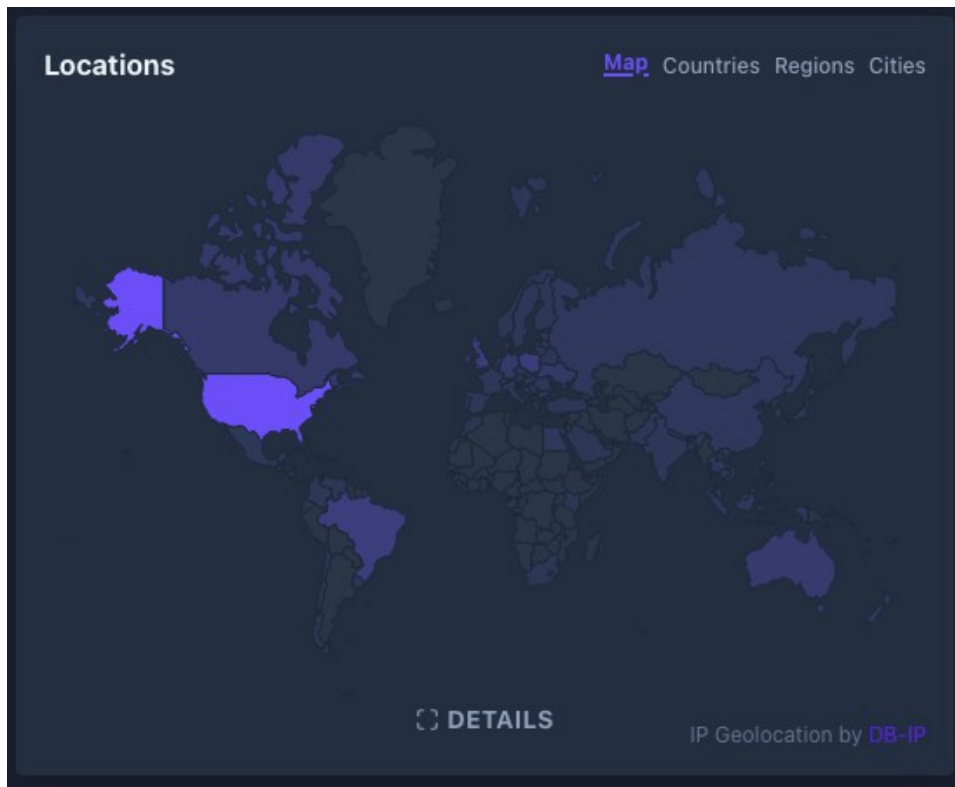 Locations
Map Countries Regions Cities
DETAILS
IP Geolocation by DB-IP